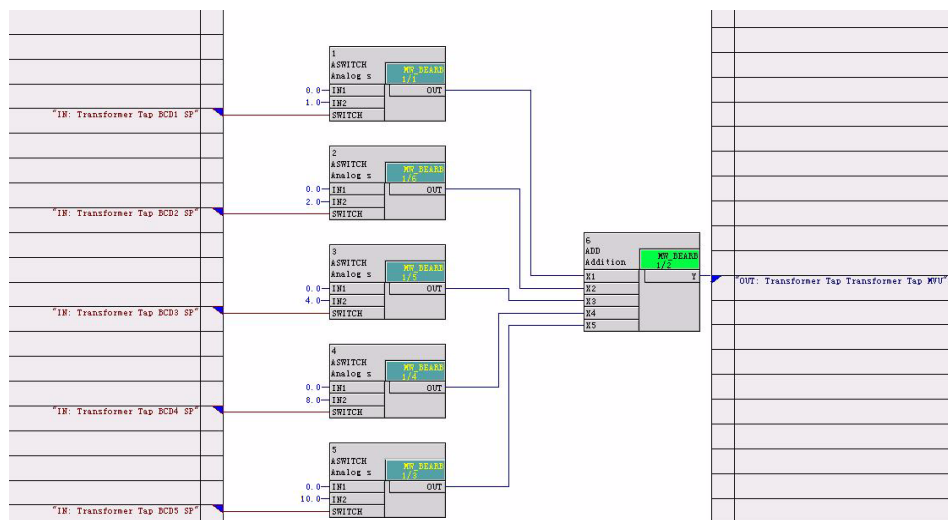 1
ASWITCH
Analog s
MW_BEARB
1/1
0.0 IN1 OUT
1.0 IN2
"IN: Transformer Tap BCD1 SP" SWITCH
2
ASWITCH
Analog s
MW_BEARB
1/6
0.0 IN1 OUT
2.0 IN2
"IN: Transformer Tap BCD2 SP" SWITCH
3
ASWITCH
Analog s
MW_BEARB
1/5
0.0 IN1 OUT
4.0 IN2
"IN: Transformer Tap BCD3 SP" SWITCH
4
ASWITCH
Analog s
MW_BEARB
1/4
0.0 IN1 OUT
8.0 IN2
"IN: Transformer Tap BCD4 SP" SWITCH
5
ASWITCH
Analog s
MW_BEARB
1/3
0.0 IN1 OUT
10.0 IN2
"IN: Transformer Tap BCD5 SP" SWITCH
6
ADD
Addition
MW_BEARB
1/2
X1 Y
X2
X3
X4
X5
"OUT: Transformer Tap Transformer Tap MVU"